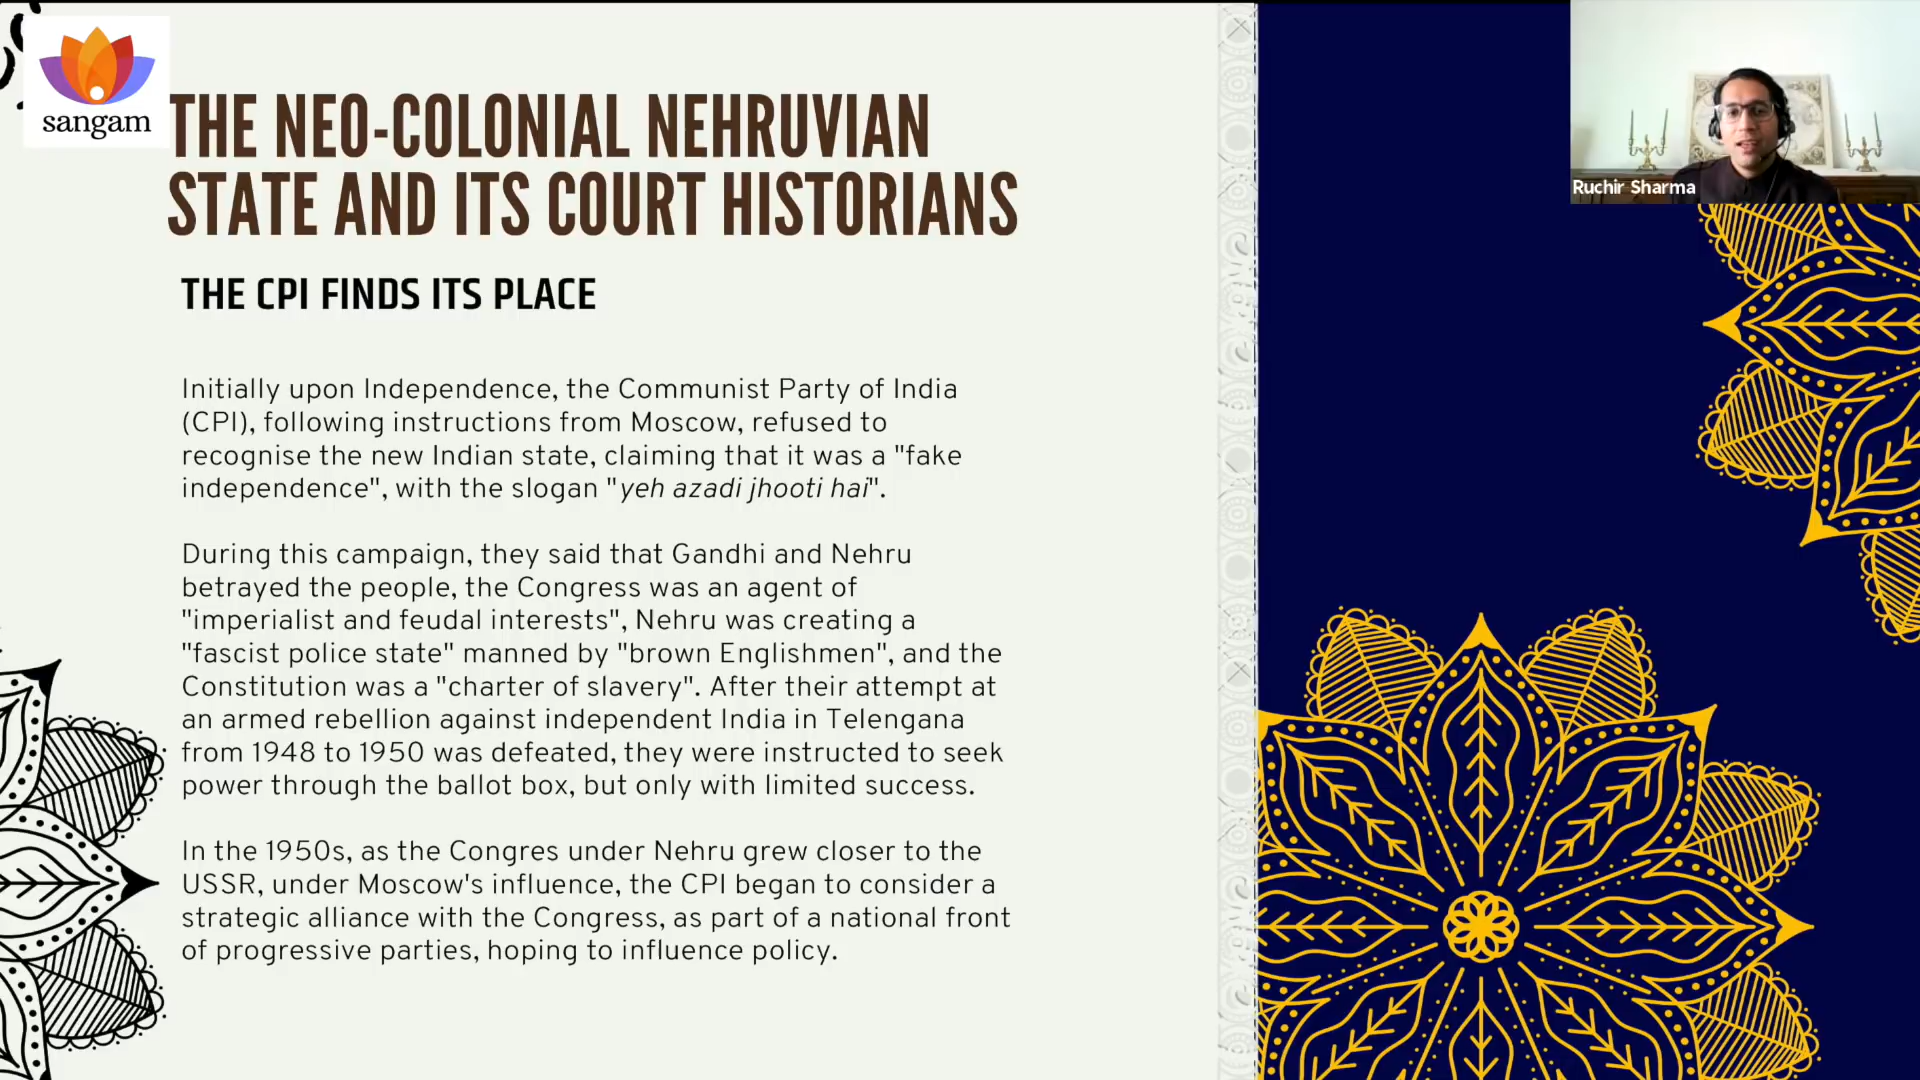 sangam
THE NEO-COLONIAL NEHRUVIAN
STATE AND ITS COURT HISTORIANS
THE CPI FINDS ITS PLACE
Initially upon Independence, the Communist Party of India
(CPI), following instructions from Moscow, refused to
recognise the new Indian state, claiming that it was a "fake
independence", with the slogan "yeh azadi jhooti hai".
During this campaign, they said that Gandhi and Nehru
betrayed the people, the Congress was an agent of
"imperialist and feudal interests", Nehru was creating a
"fascist police state" manned by "brown Englishmen", and the
Constitution was a "charter of slavery". After their attempt at
an armed rebellion against independent India in Telengana
from 1948 to 1950 was defeated, they were instructed to seek
power through the ballot box, but only with limited success.
In the 1950s, as the Congres under Nehru grew closer to the
USSR, under Moscow's influence, the CPI began to consider a
strategic alliance with the Congress, as part of a national front
of progressive parties, hoping to influence policy.
Ruchir Sharma